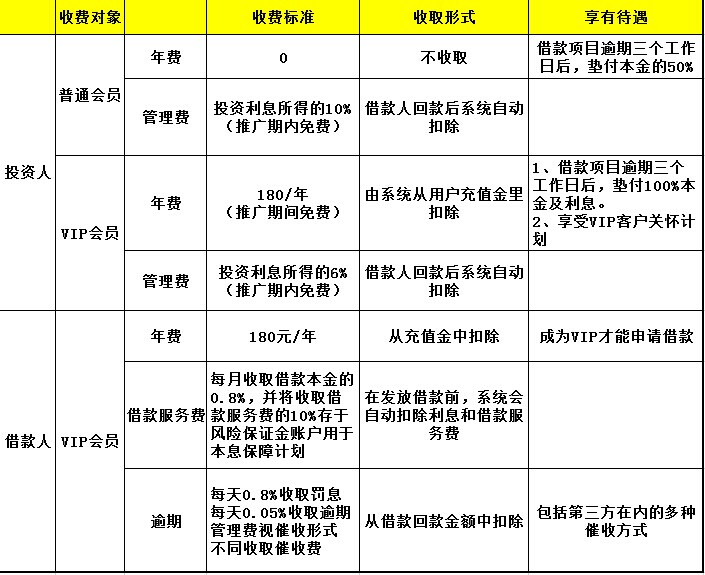 收费对象
收费标准
收取形式
享有待遇
投资人
普通会员
年费
0
不收取
借款项目逾期三个工作
日后，垫付本金的50%
管理费
投资利息所得的10%
（推广期内免费）
借款人回款后系统自动
扣除
VIP会员
年费
180/年
（推广期间免费）
由系统从用户充值金里
扣除
1、借款项目逾期三个
工作日后，垫付100%本
金及利息。
2、享受VIP客户关怀计
划
管理费
投资利息所得的6%
（推广期内免费）
借款人回款后系统自动
扣除
借款人
VIP会员
年费
180元/年
从充值金中扣除
成为VIP才能申请借款
借款服务费
每月收取借款本金的
0.8%，并将收取借
款服务费的10%存于
风险保证金账户用于
本息保障计划
在发放借款前，系统会
自动扣除利息和借款服
务费
逾期
每天0.8%收取罚息
每天0.05%收取逾期
管理费视催收形式
不同收取催收费
从借款回款金额中扣除
包括第三方在内的多种
催收方式